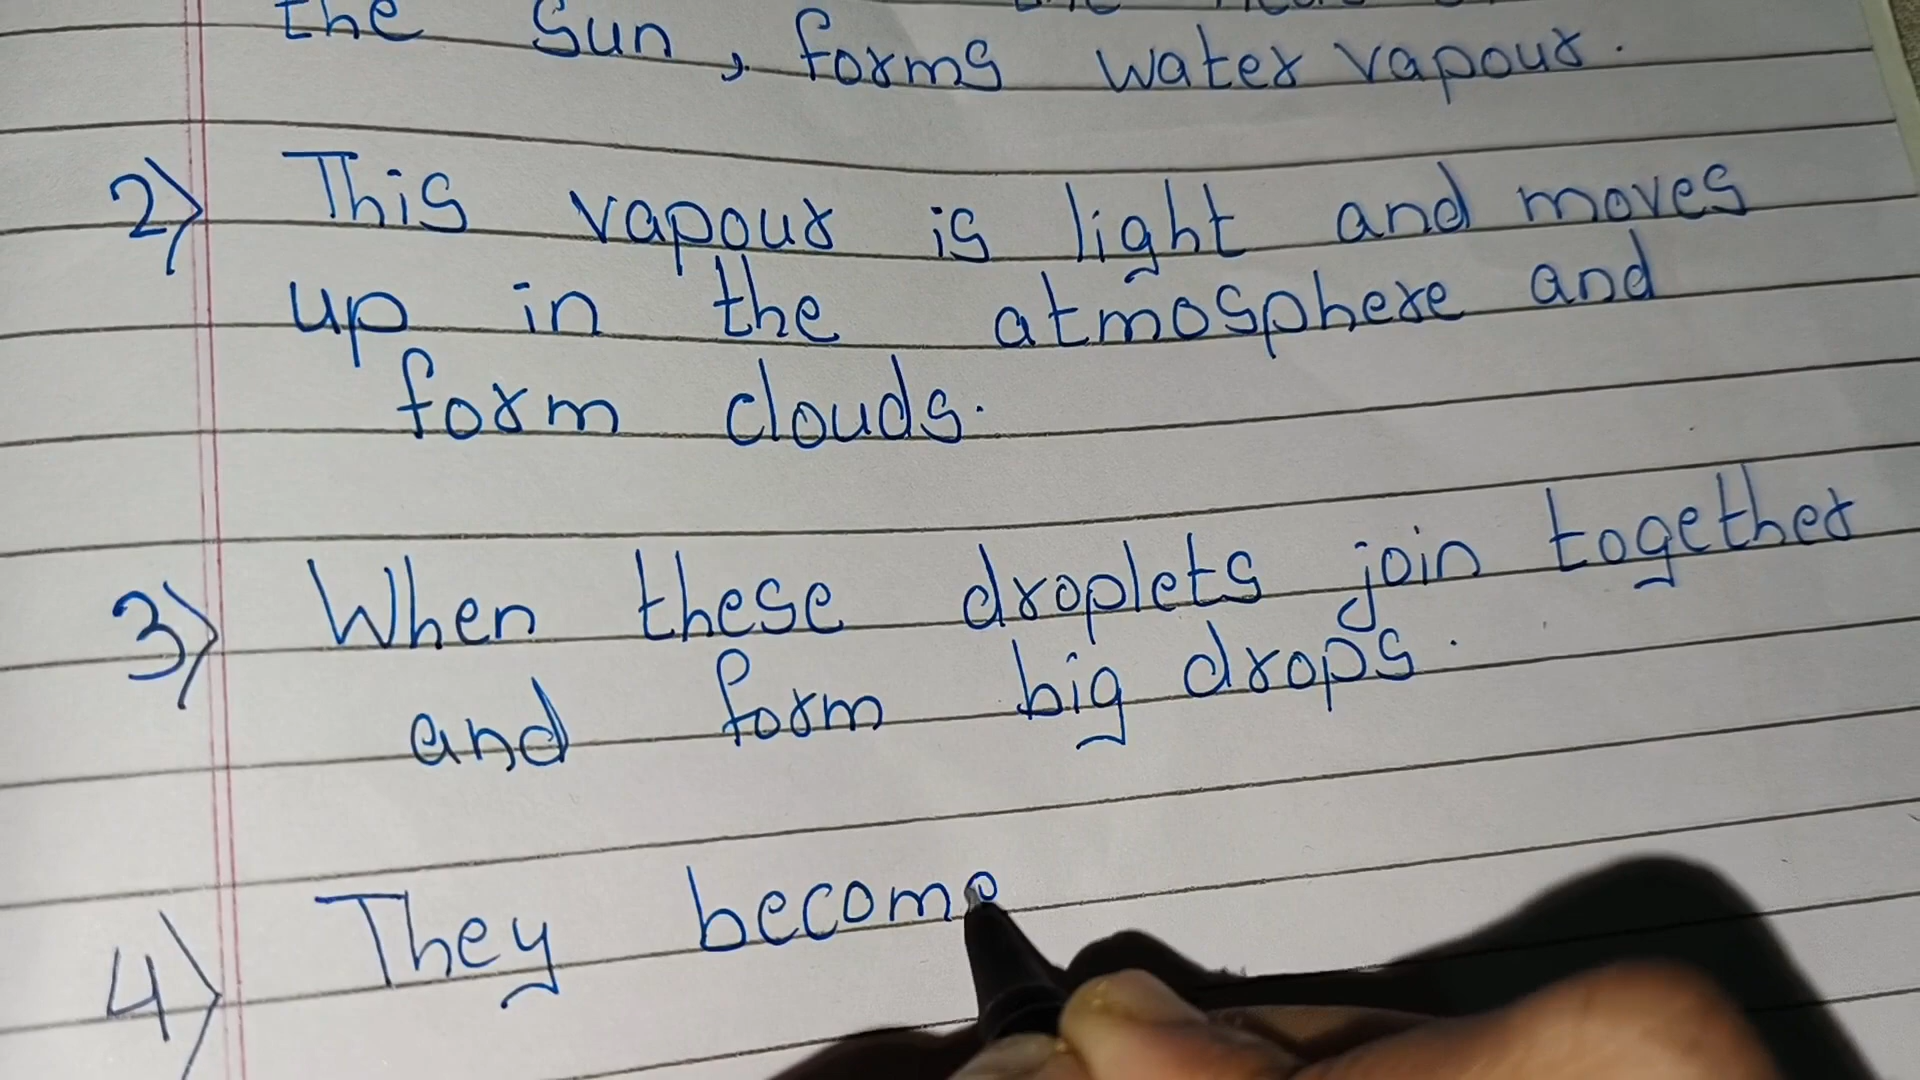 the Sun, forms water vapour.
2) This vapour is light and moves
up in the atmosphere and
form clouds.
3) When these droplets join together
and form big drops.
4) They become